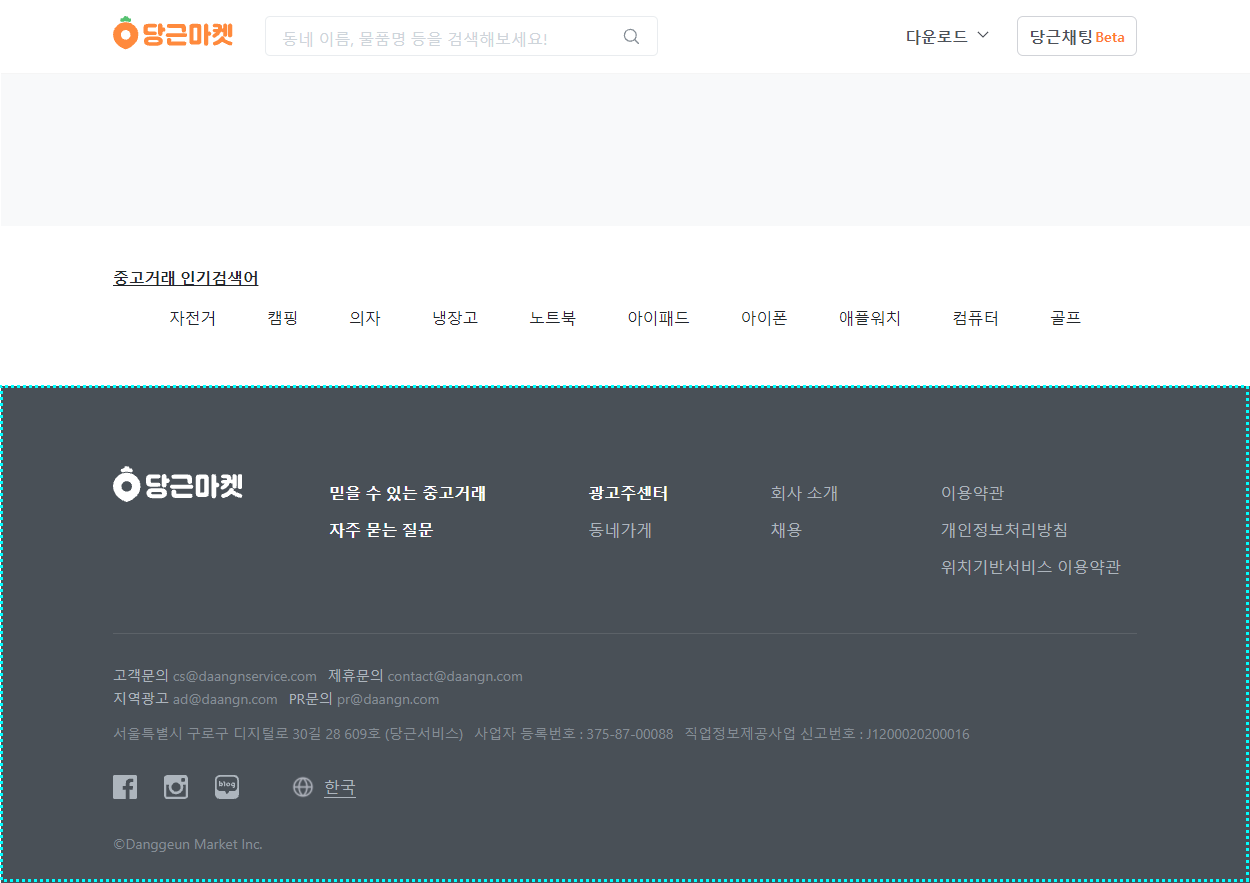 당근마켓
동네 이름, 물품명 등을 검색해보세요!
다운로드
당근채팅 Beta
중고거래 인기검색어
자전거 캠핑 의자 냉장고 노트북 아이패드 아이폰 애플워치 컴퓨터 골프
당근마켓
믿을 수 있는 중고거래 광고주센터 회사 소개 이용약관
자주 묻는 질문 동네가게 채용 개인정보처리방침
위치기반서비스 이용약관
고객문의 cs@daangnservice.com 제휴문의 contact@daangn.com
지역광고 ad@daangn.com PR문의 pr@daangn.com
서울특별시 구로구 디지털로 30길 28 609호 (당근서비스) 사업자 등록번호 : 375-87-00088 직업정보제공사업 신고번호 : J1200020200016
blog 한국
©Danggeun Market Inc.